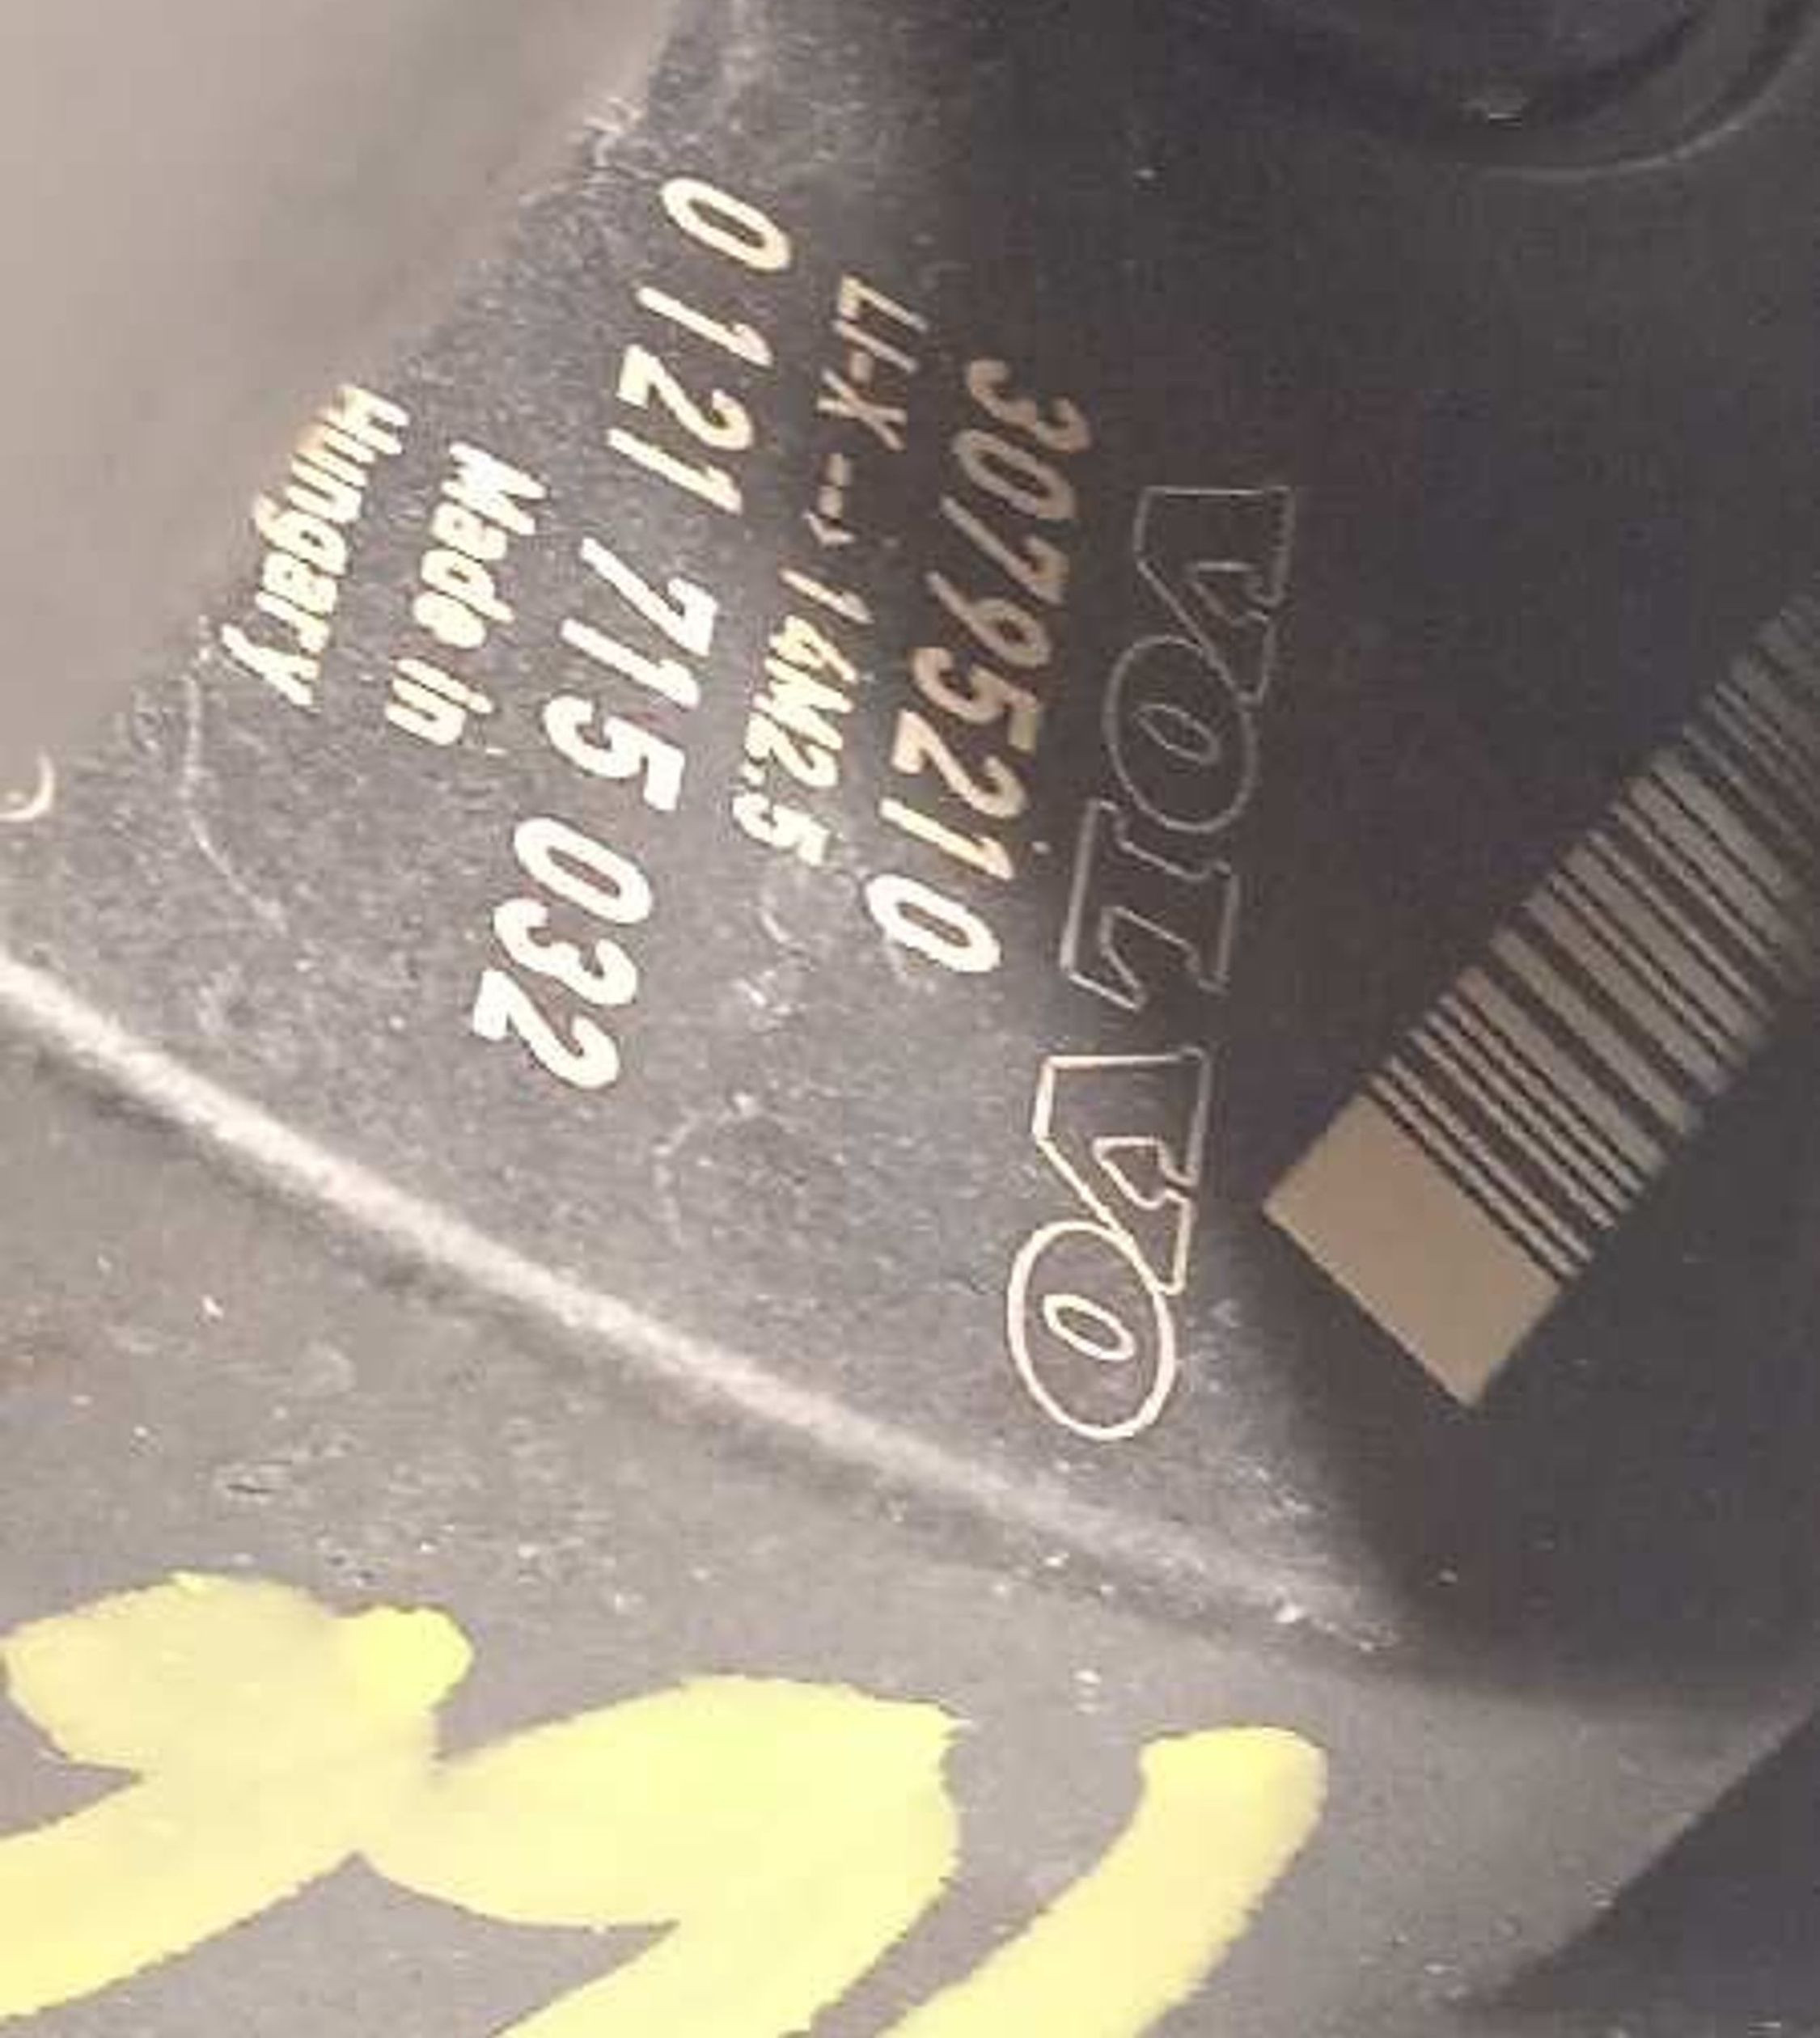 VOLVO
30795210
LI-X --> 14M2.5
0 121 715 032
Made in
Hungary